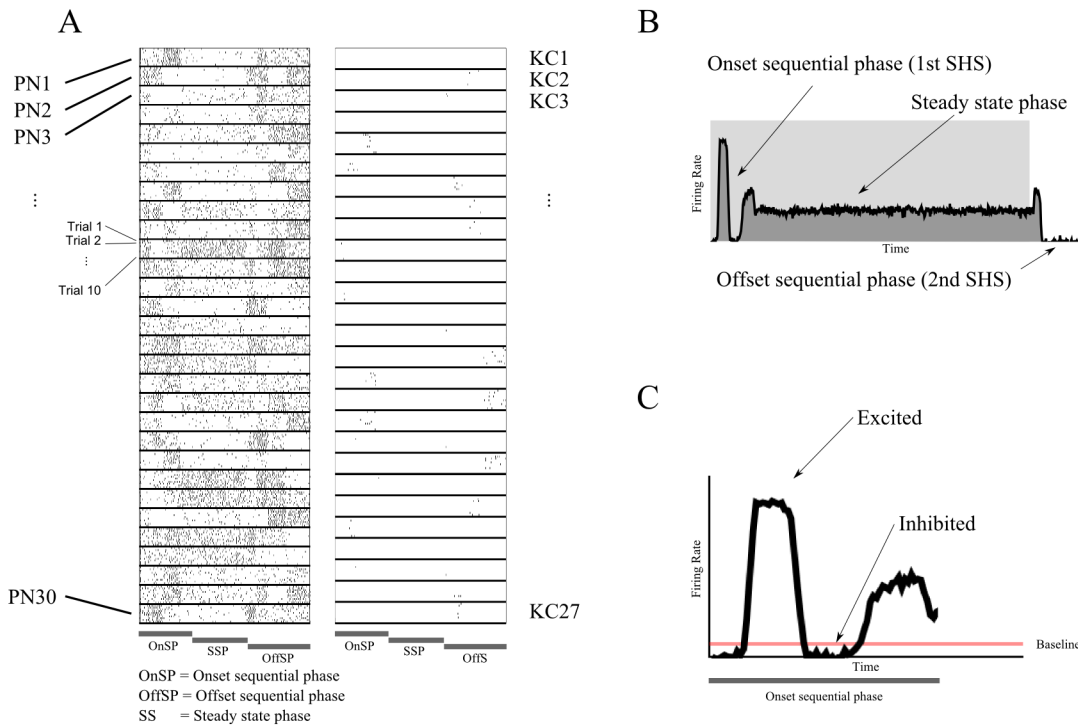 A
PN1
PN2
PN3
...
Trial 1
Trial 2
...
Trial 10
PN30
KC1
KC2
KC3
...
KC27
OnSP
SSP
OffSP
OnSP
SSP
OffS
OnSP = Onset sequential phase
OffSP = Offset sequential phase
SS = Steady state phase
B
Onset sequential phase (1st SHS)
Steady state phase
Firing Rate
Time
Offset sequential phase (2nd SHS)
C
Excited
Inhibited
Firing Rate
Baseline
Time
Onset sequential phase